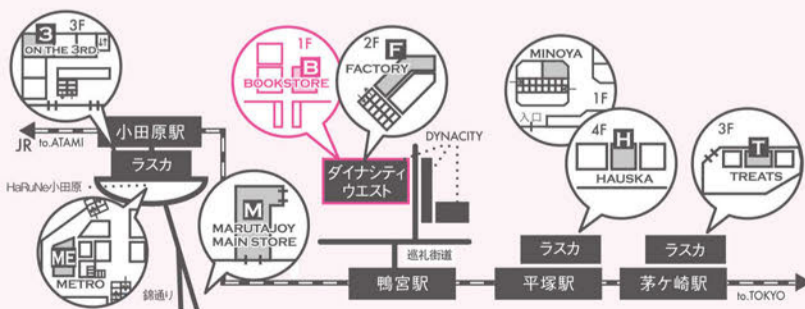 3
3F
ON THE 3RD
1F
B
BOOKSTORE
2F
F
FACTORY
MINOYA
1F
入口
4F
H
HAUSKA
3F
T
TREATS
DYNACITY
JR
to.ATAMI
小田原駅
ラスカ
HaRuNe小田原
ME
METRO
錦通り
M
MARUTAJOY
MAIN STORE
ダイナシティ
ウエスト
巡礼街道
鴨宮駅
ラスカ
平塚駅
ラスカ
茅ケ崎駅
to.TOKYO